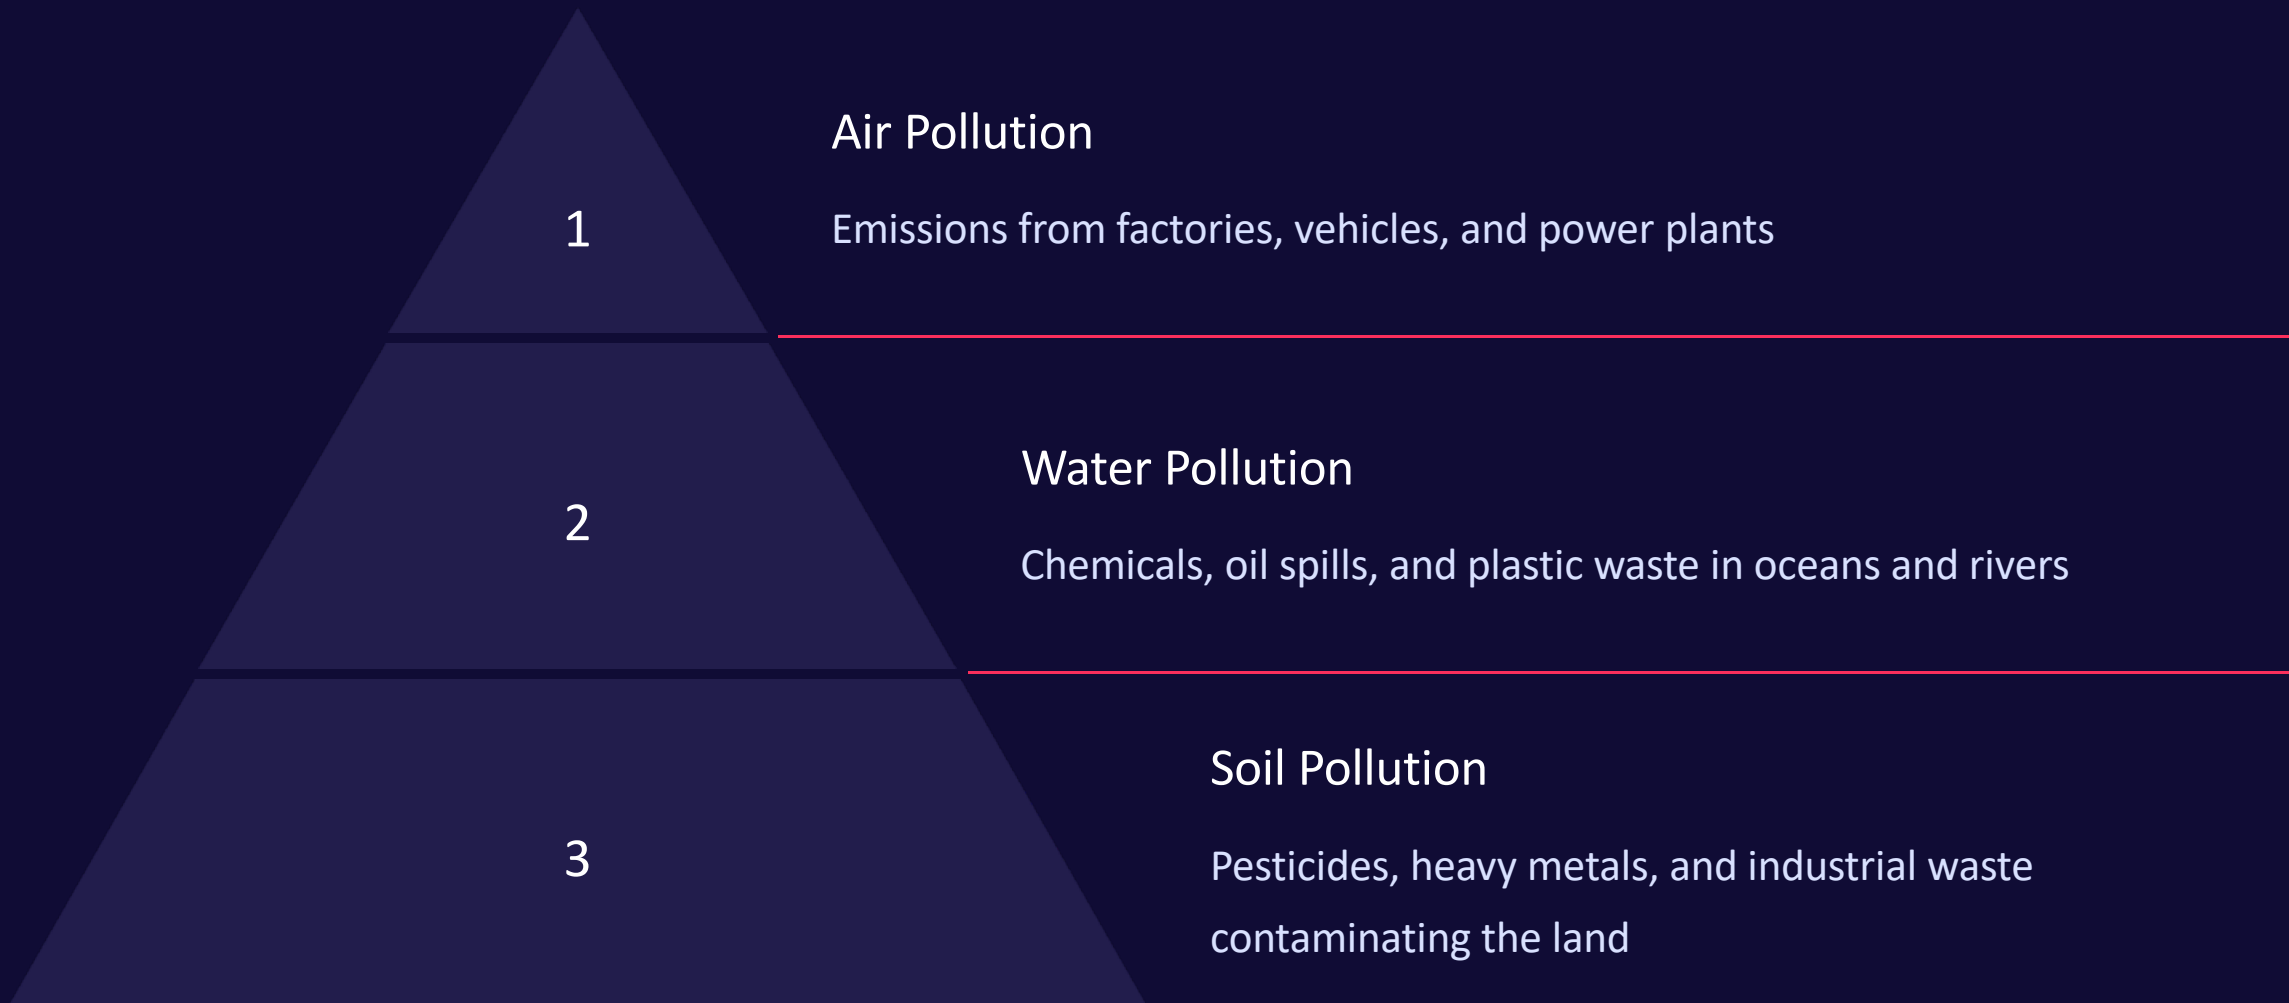 1
Air Pollution
Emissions from factories, vehicles, and power plants
2
Water Pollution
Chemicals, oil spills, and plastic waste in oceans and rivers
3
Soil Pollution
Pesticides, heavy metals, and industrial waste
contaminating the land